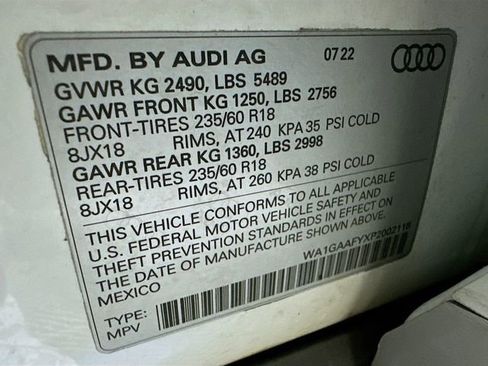 MFD. BY AUDI AG 07 22
GVWR KG 2490, LBS 5489
GAWR FRONT KG 1250, LBS 2756
FRONT-TIRES 235/60 R18
8JX18 RIMS, AT 240 KPA 35 PSI COLD
GAWR REAR KG 1360, LBS 2998
REAR-TIRES 235/60 R18
8JX18 RIMS, AT 260 KPA 38 PSI COLD
THIS VEHICLE CONFORMS TO ALL APPLICABLE
U.S. FEDERAL MOTOR VEHICLE SAFETY AND
THEFT PREVENTION STANDARDS IN EFFECT ON
THE DATE OF MANUFACTURE SHOWN ABOVE.
MEXICO
WA1GAAFYXP2002118
TYPE:
MPV